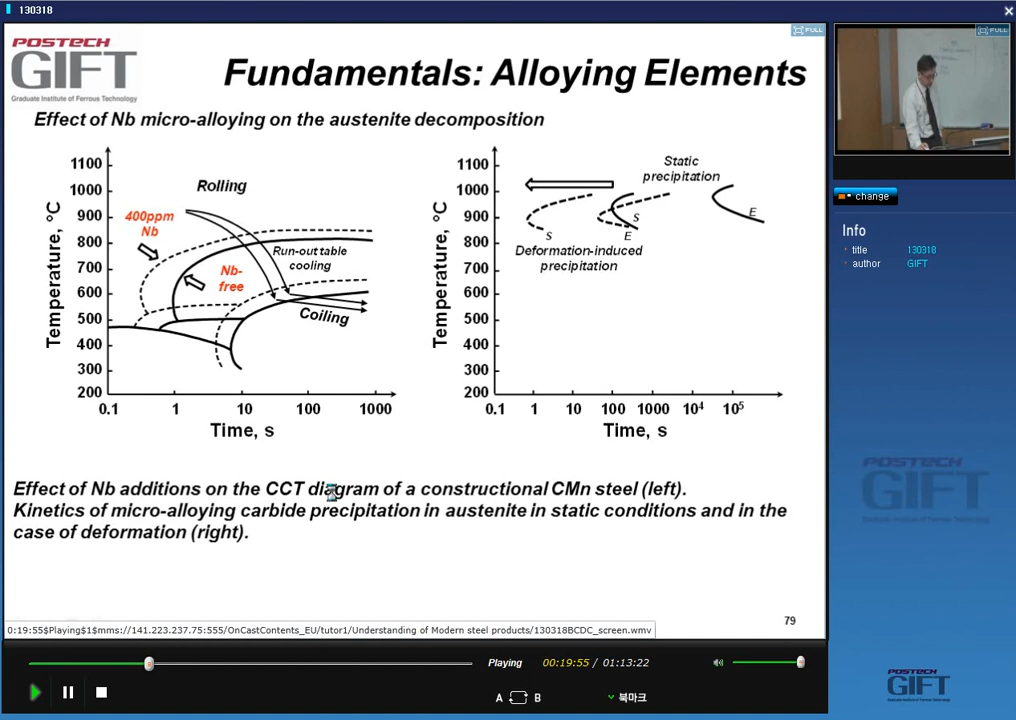 130318
FULL
POSTECH
GIFT
Graduate Institute of Ferrous Technology
Fundamentals: Alloying Elements
Effect of Nb micro-alloying on the austenite decomposition
1100
1000
900
800
700
600
500
400
300
200
Temperature, °C
Rolling
400ppm
Nb
Nb-
free
Run-out table
cooling
Coiling
0.1 1 10 100 1000
Time, s
1100
1000
900
800
700
600
500
400
300
200
Temperature, °C
Static
precipitation
S
E
S
E
Deformation-induced
precipitation
0.1 1 10 100 1000 10⁴ 10⁵
Time, s
Effect of Nb additions on the CCT diagram of a constructional CMn steel (left).
Kinetics of micro-alloying carbide precipitation in austenite in static conditions and in the
case of deformation (right).
79
0:19:55$Playing$1$mms://141.223.237.75:555/OnCastContents_EU/tutor1/Understanding of Modern steel products/130318BCDC_screen.wmv
Playing 00:19:55 / 01:13:22
A B 북마크
FULL
change
Info
title 130318
author GIFT
POSTECH
GIFT
POSTECH
GIFT